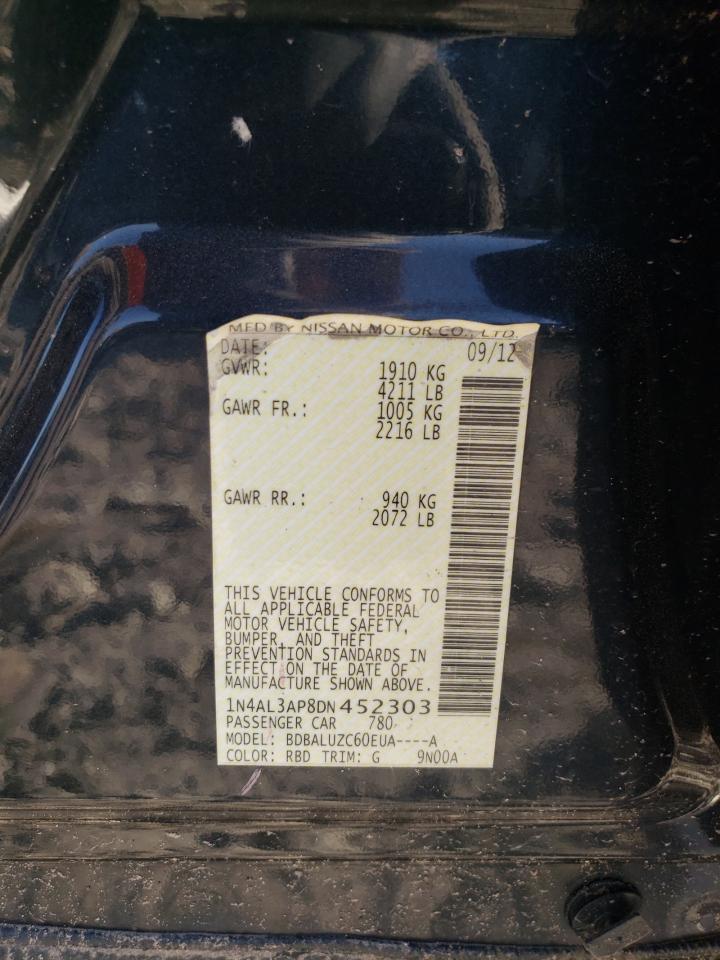 MFD BY NISSAN MOTOR CO., LTD.
DATE: 09/12
GVWR: 1910 KG
4211 LB
GAWR FR.: 1005 KG
2216 LB
GAWR RR.: 940 KG
2072 LB
THIS VEHICLE CONFORMS TO
ALL APPLICABLE FEDERAL
MOTOR VEHICLE SAFETY,
BUMPER, AND THEFT
PREVENTION STANDARDS IN
EFFECT ON THE DATE OF
MANUFACTURE SHOWN ABOVE.
1N4AL3AP8DN452303
PASSENGER CAR 780
MODEL: BDBALUZC60EUA----A
COLOR: RBD TRIM: G 9N00A